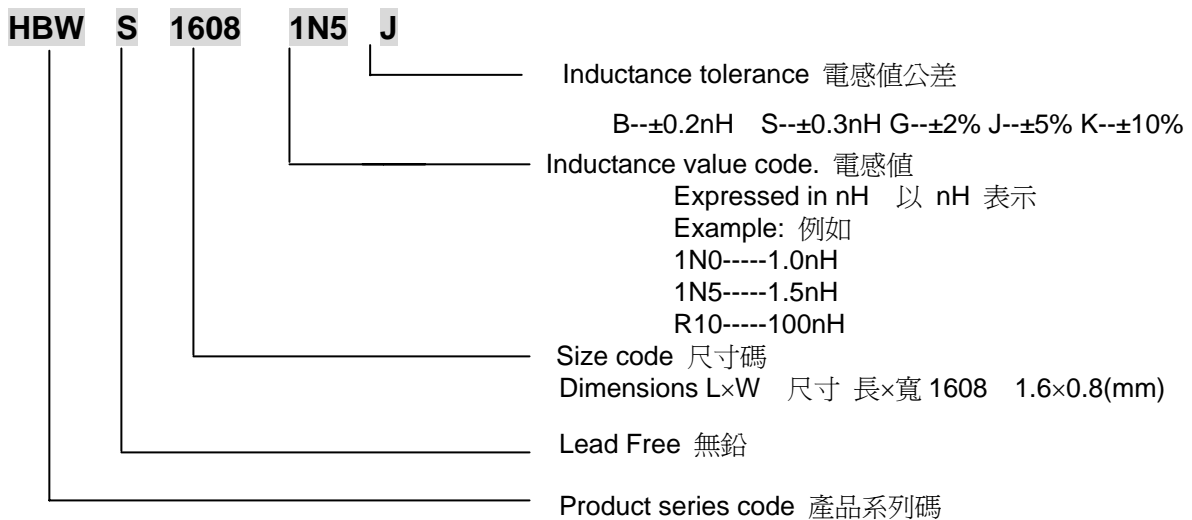 HBW S 1608 1N5 J
Inductance tolerance 電感值公差
B--±0.2nH S--±0.3nH G--±2% J--±5% K--±10%
Inductance value code. 電感值
Expressed in nH 以 nH 表示
Example: 例如
1N0-----1.0nH
1N5-----1.5nH
R10-----100nH
Size code 尺寸碼
Dimensions L×W 尺寸 長×寬 1608 1.6×0.8(mm)
Lead Free 無鉛
Product series code 產品系列碼